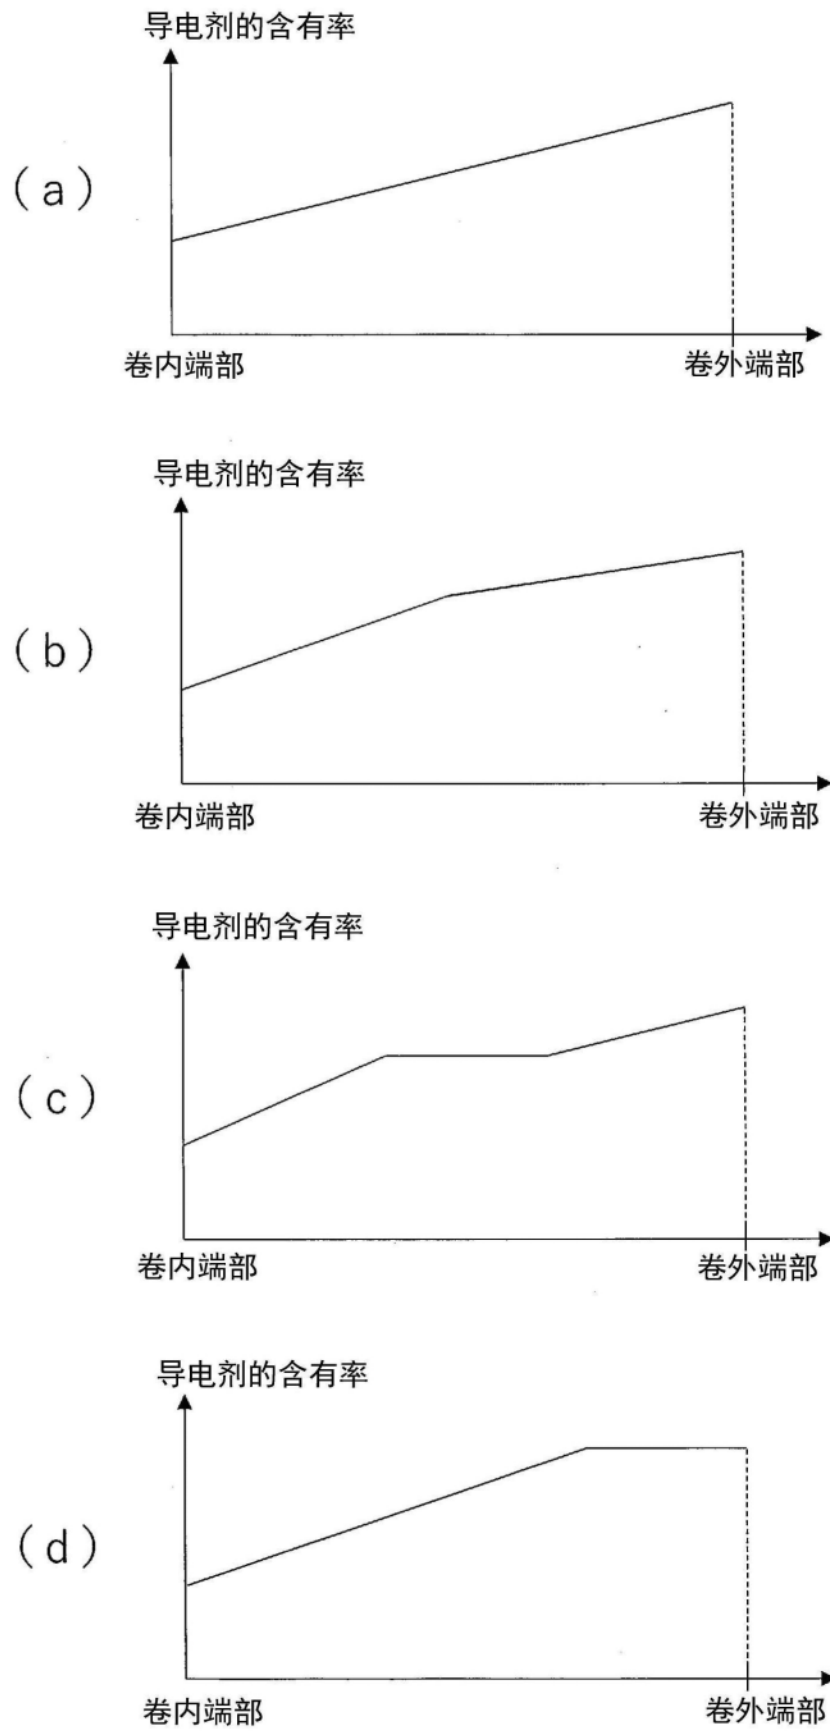 导电剂的含有率
(a)
卷内端部 卷外端部
导电剂的含有率
(b)
卷内端部 卷外端部
导电剂的含有率
(c)
卷内端部 卷外端部
导电剂的含有率
(d)
卷内端部 卷外端部